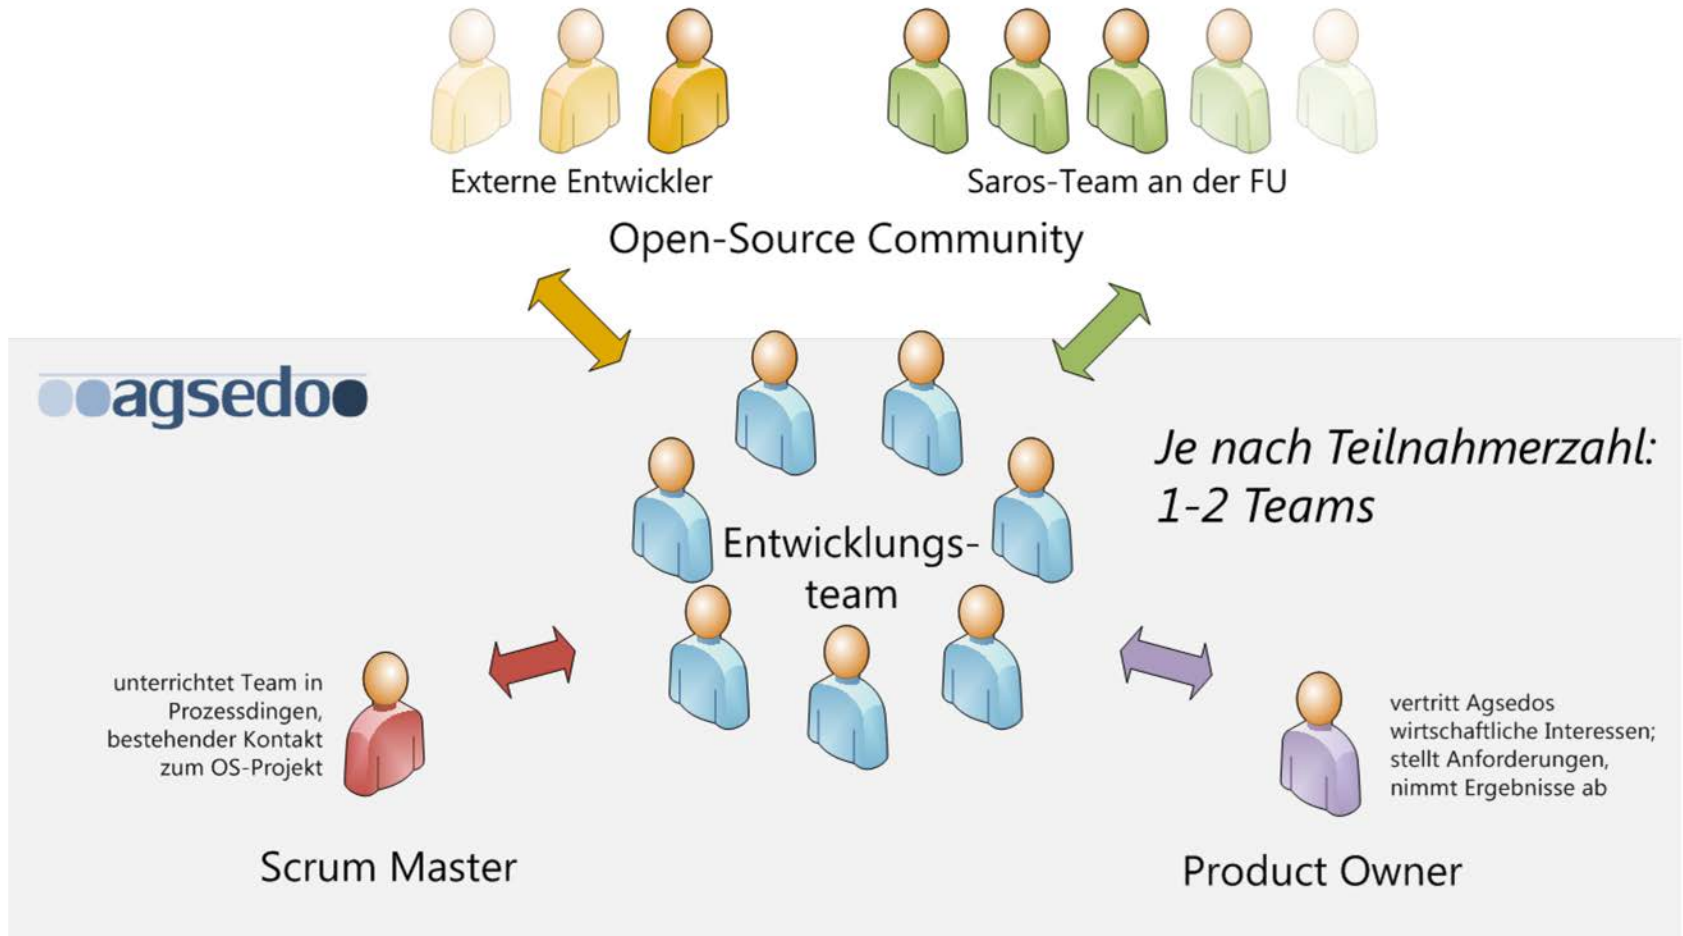 Externe Entwickler
Saros-Team an der FU
Open-Source Community
agsedo
Je nach Teilnahmerzahl:
1-2 Teams
Entwicklungs-
team
unterrichtet Team in
Prozessdingen,
bestehender Kontakt
zum OS-Projekt
Scrum Master
vertritt Agsedos
wirtschaftliche Interessen;
stellt Anforderungen,
nimmt Ergebnisse ab
Product Owner